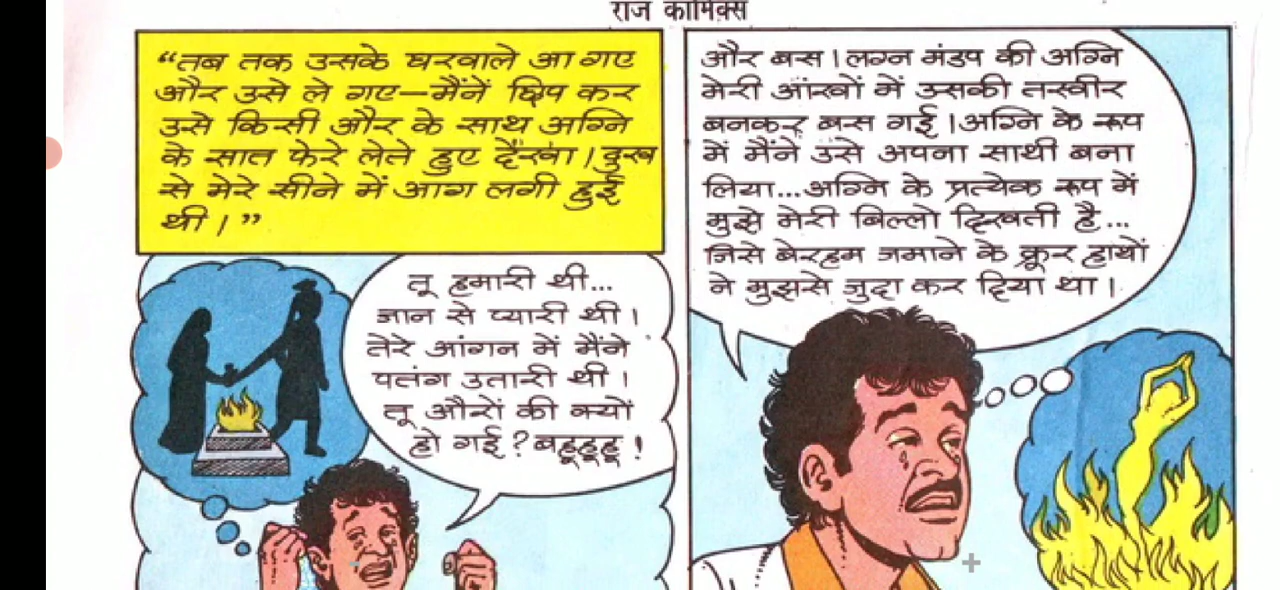 राज कॉमिक्स
“तब तक उसके घरवाले आ गए
और उसे ले गए—मैंनें छिप कर
उसे किसी और के साथ अग्नि
के सात फेरे लेते हुए देखा। दुख
से मेरे सीने में आग लगी हुई
थी।”
तू हमारी थी...
जान से प्यारी थी।
तेरे आंगन में मैंने
पतंग उतारी थी।
तू औरों की क्यों
हो गई? बहूहूहू!
और बस। लग्न मंडप की अग्नि
मेरी आंखों में उसकी तस्वीर
बनकर बस गई। अग्नि के रूप
में मैंने उसे अपना साथी बना
लिया...अग्नि के प्रत्येक रूप में
मुझे मेरी बिल्लो दिखती है...
जिसे बेरहम जमाने के क्रूर हाथों
ने मुझसे जुदा कर दिया था।